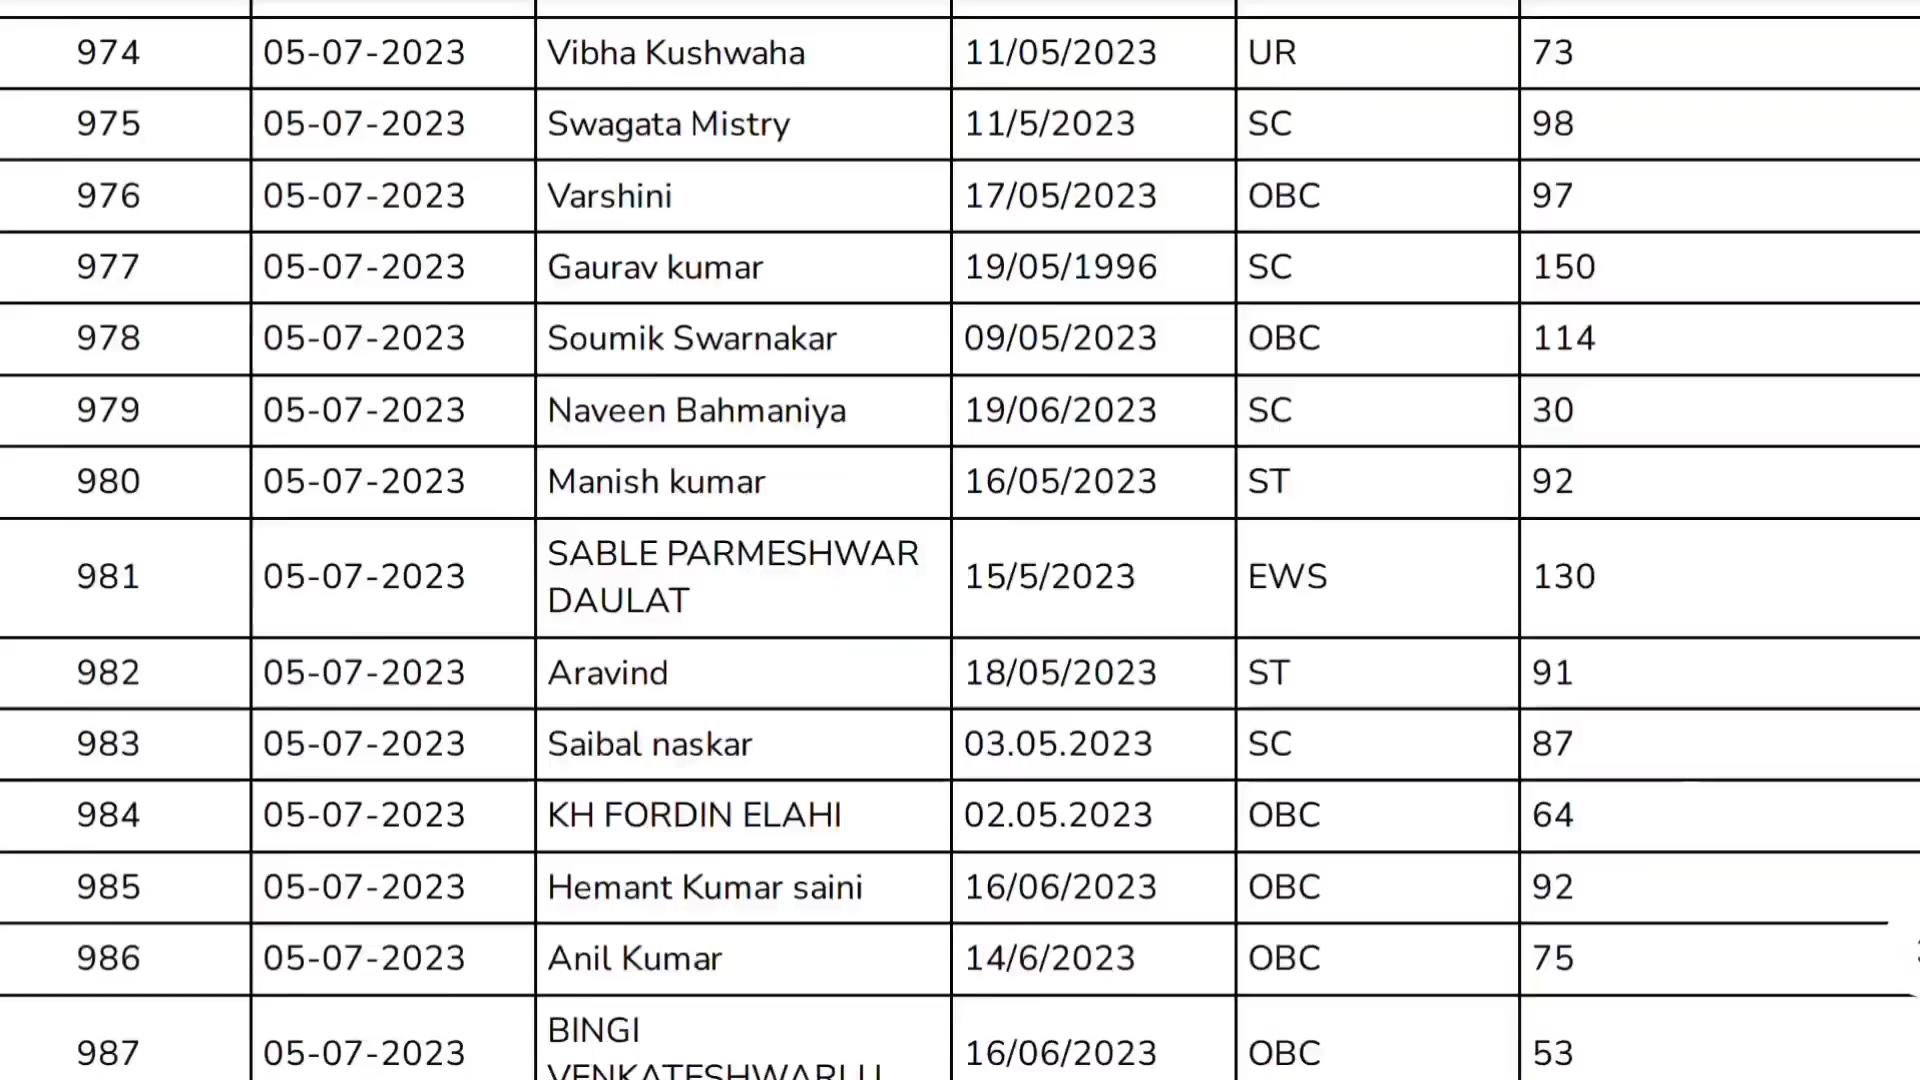 974 05-07-2023 Vibha Kushwaha 11/05/2023 UR 73
975 05-07-2023 Swagata Mistry 11/5/2023 SC 98
976 05-07-2023 Varshini 17/05/2023 OBC 97
977 05-07-2023 Gaurav kumar 19/05/1996 SC 150
978 05-07-2023 Soumik Swarnakar 09/05/2023 OBC 114
979 05-07-2023 Naveen Bahmaniya 19/06/2023 SC 30
980 05-07-2023 Manish kumar 16/05/2023 ST 92
981 05-07-2023 SABLE PARMESHWAR
DAULAT 15/5/2023 EWS 130
982 05-07-2023 Aravind 18/05/2023 ST 91
983 05-07-2023 Saibal naskar 03.05.2023 SC 87
984 05-07-2023 KH FORDIN ELAHI 02.05.2023 OBC 64
985 05-07-2023 Hemant Kumar saini 16/06/2023 OBC 92
986 05-07-2023 Anil Kumar 14/6/2023 OBC 75
987 05-07-2023 BINGI
VENKATESHWARLU 16/06/2023 OBC 53